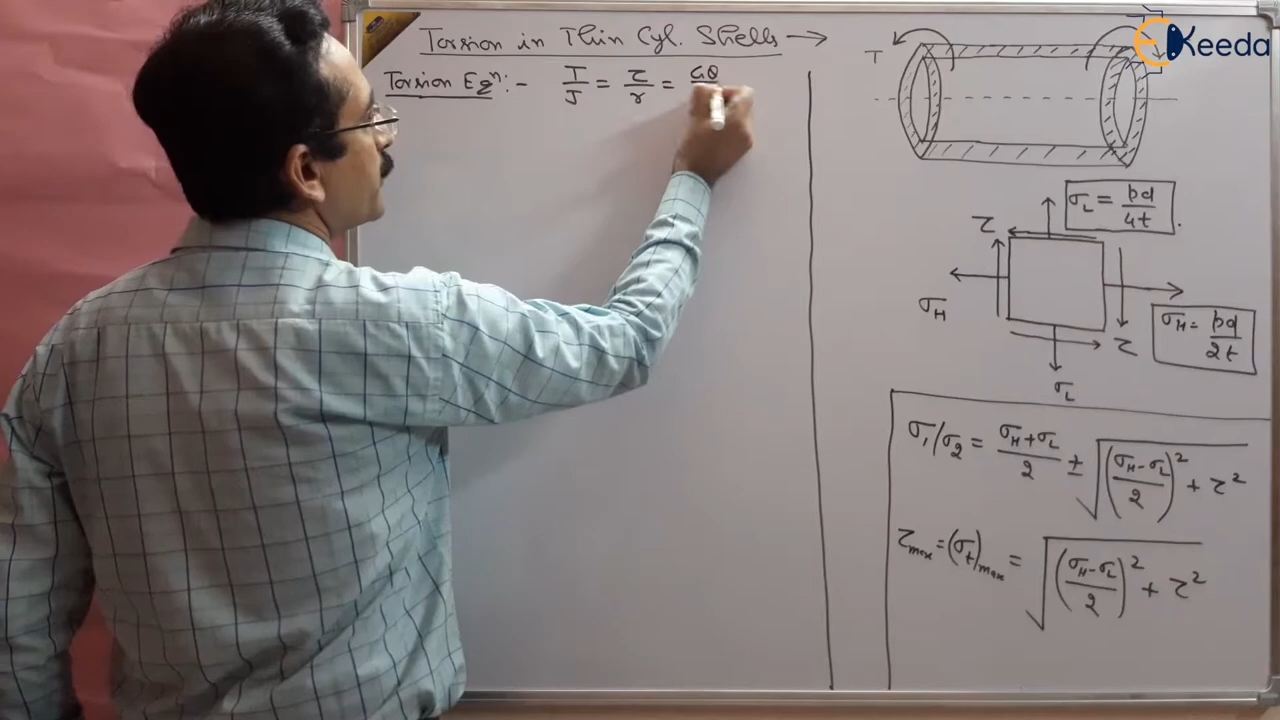 Torsion in Thin Cyl. Shells →
Torsion Eqⁿ:- T/J = τ/r = Gθ
EKeeda
T
σL = pd/4t .
τ
σH
σH = pd/2t
τ
σL
σ1/σ2 = (σH+σL)/2 ± √(((σH-σL)/2)² + τ²)
τmax = (σt)max = √(((σH-σL)/2)² + τ²)